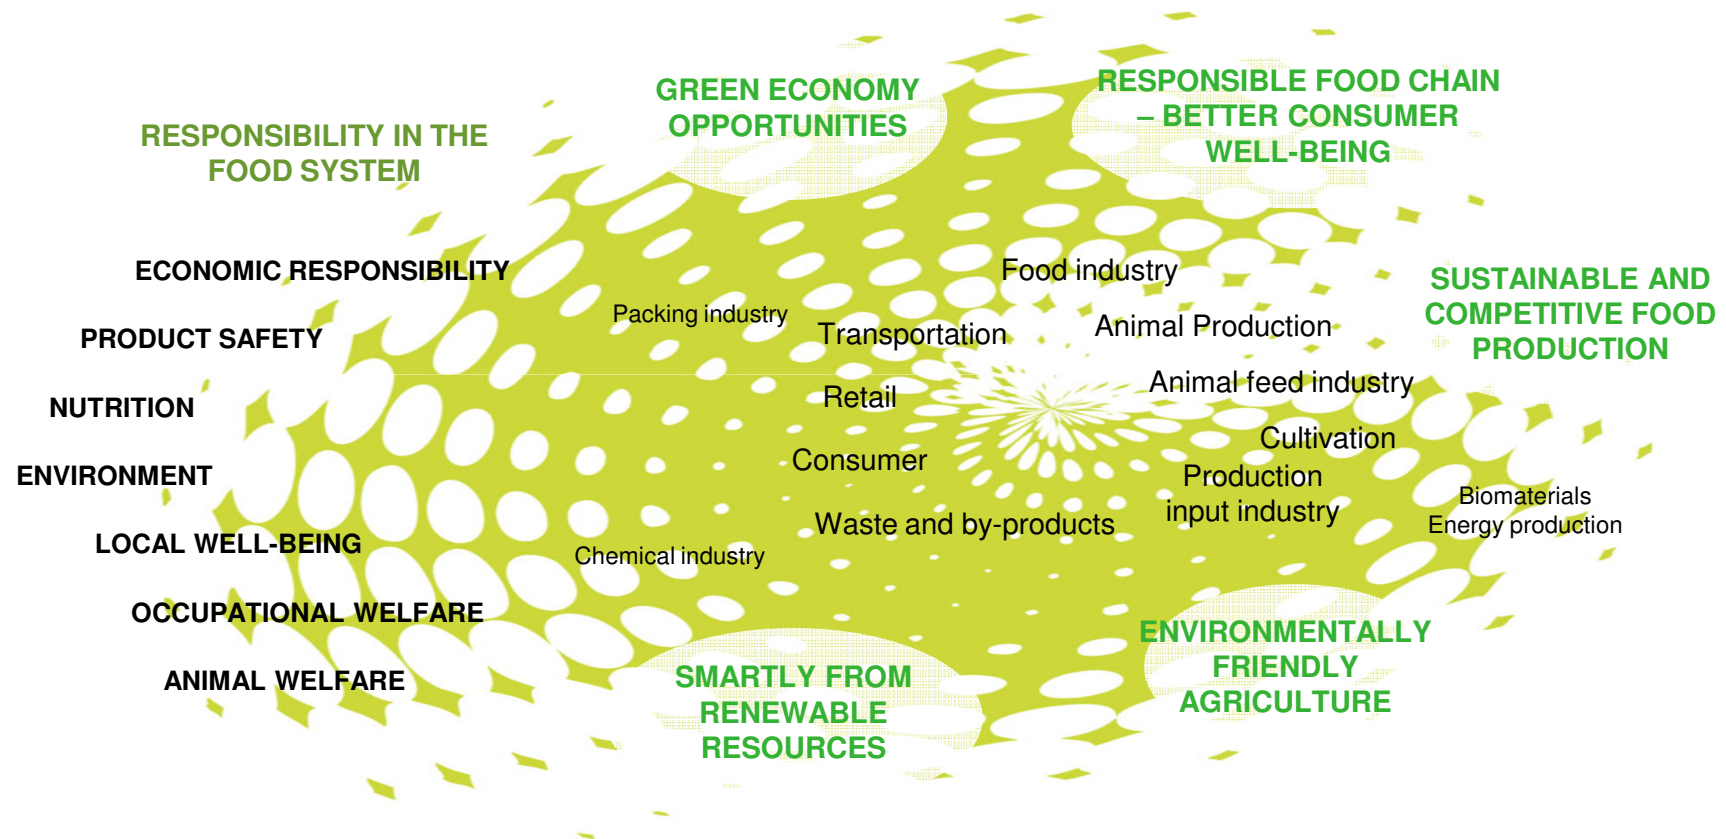 GREEN ECONOMY
OPPORTUNITIES
RESPONSIBLE FOOD CHAIN
– BETTER CONSUMER
WELL-BEING
RESPONSIBILITY IN THE
FOOD SYSTEM
ECONOMIC RESPONSIBILITY
PRODUCT SAFETY
NUTRITION
ENVIRONMENT
LOCAL WELL-BEING
OCCUPATIONAL WELFARE
ANIMAL WELFARE
Packing industry
Transportation
Retail
Consumer
Waste and by-products
Chemical industry
Food industry
Animal Production
Animal feed industry
Cultivation
Production
input industry
SUSTAINABLE AND
COMPETITIVE FOOD
PRODUCTION
Biomaterials
Energy production
SMARTLY FROM
RENEWABLE
RESOURCES
ENVIRONMENTALLY
FRIENDLY
AGRICULTURE